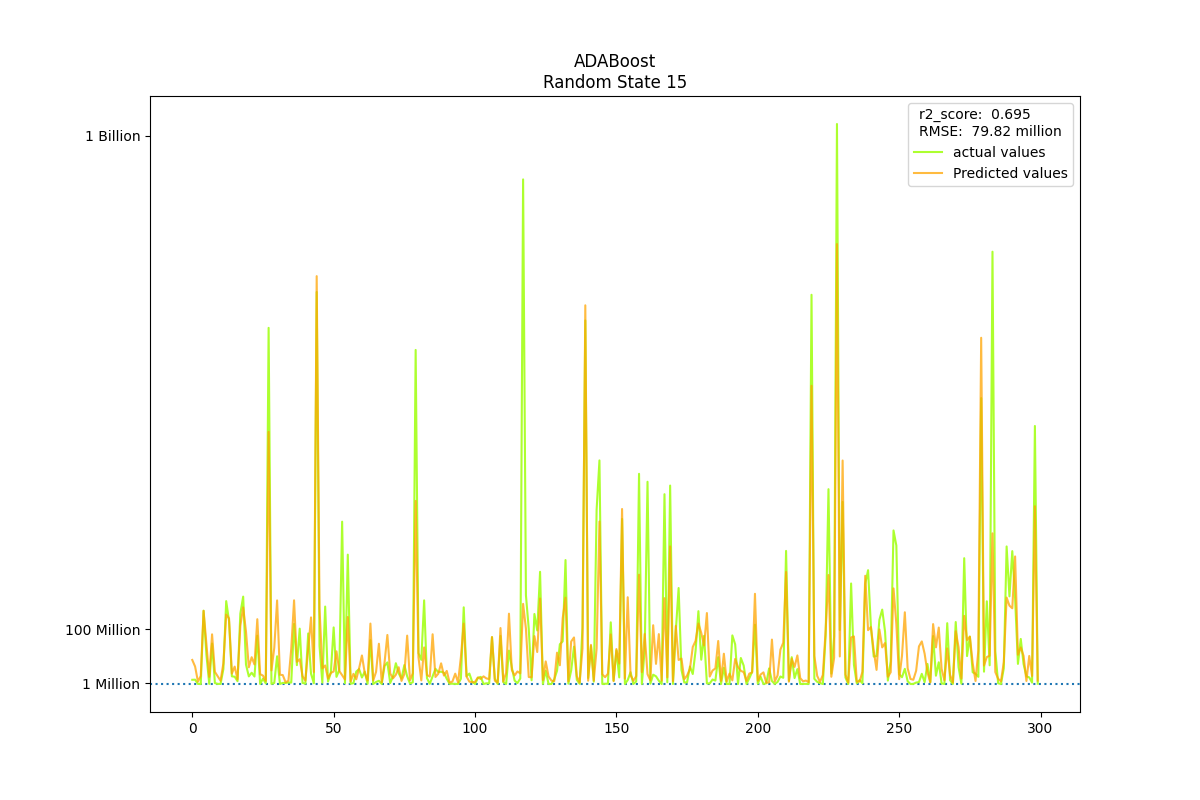 ADABoost
Random State 15
r2_score:  0.695
RMSE:  79.82 million
actual values
Predicted values
1 Billion
100 Million
1 Million
0
50
100
150
200
250
300